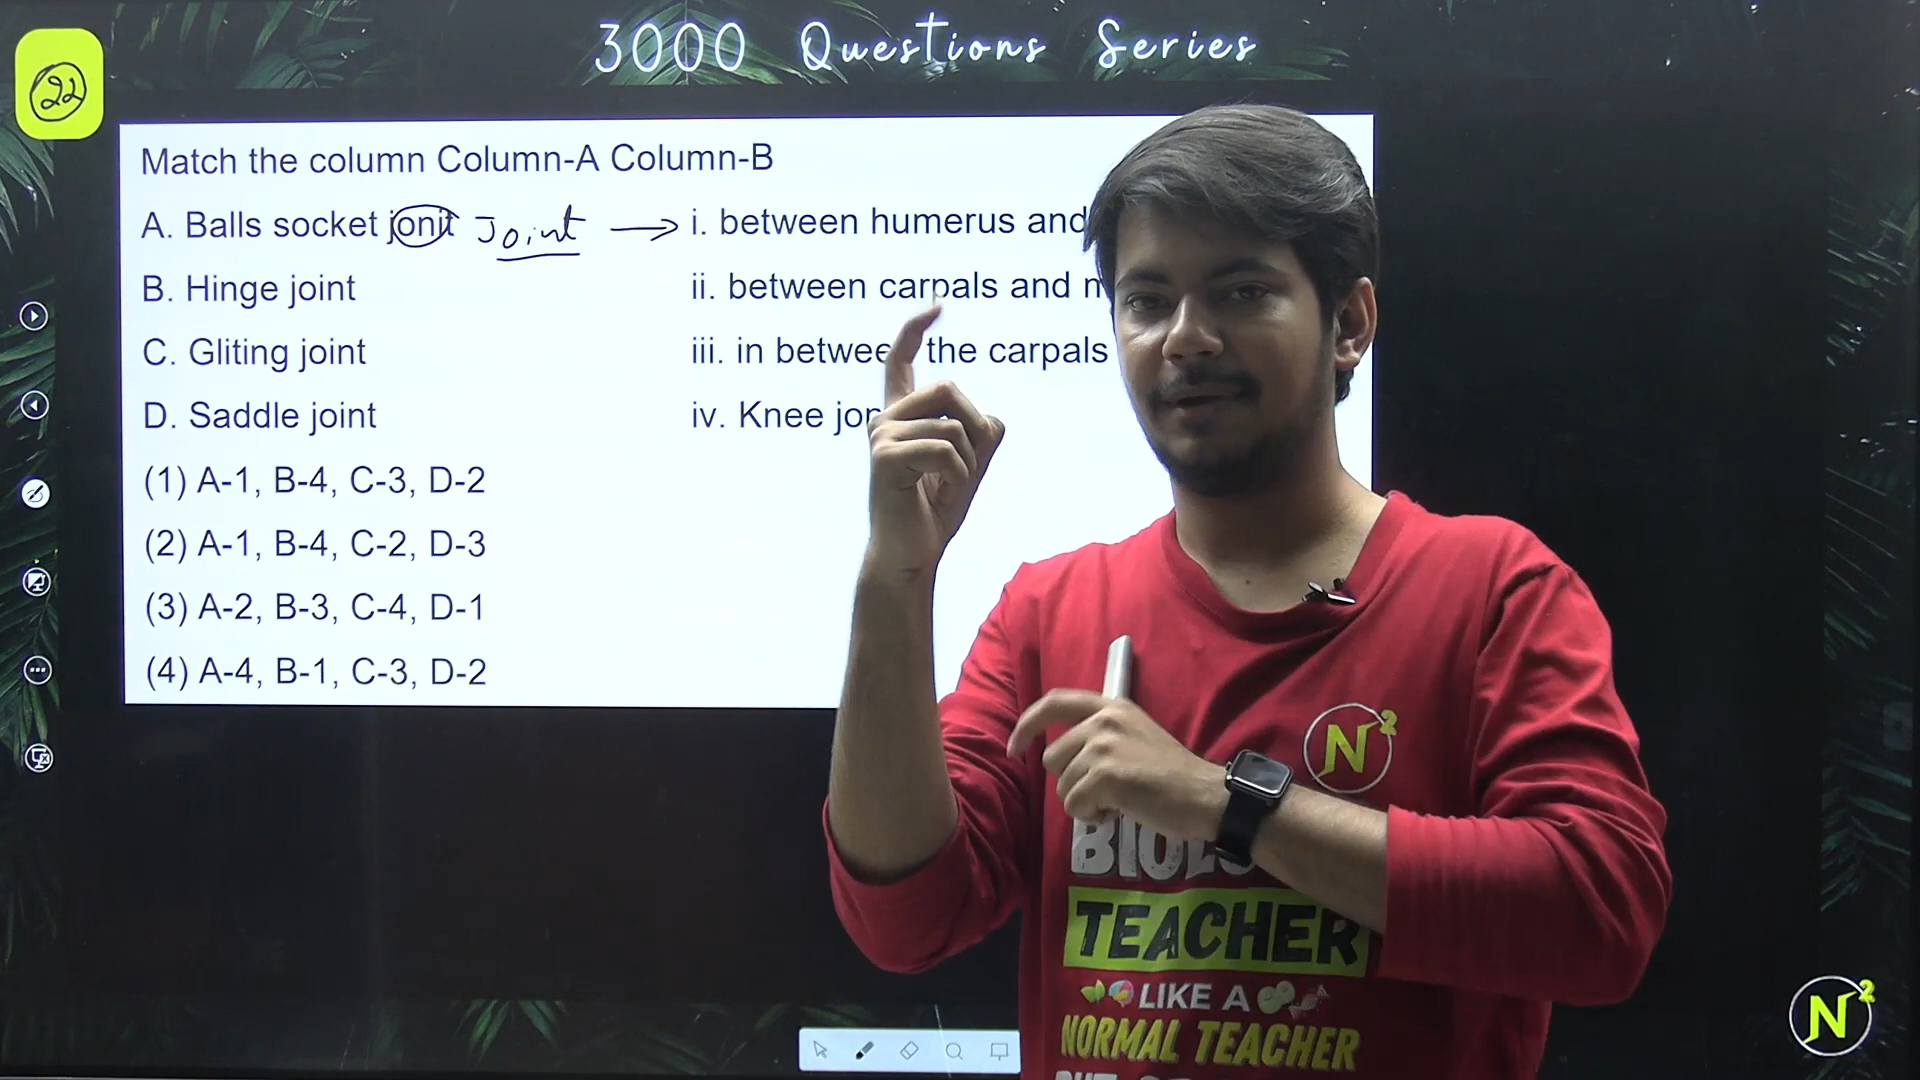 3000 Questions Series
22
Match the column Column-A Column-B
A. Balls socket jonit Joint → i. between humerus and
B. Hinge joint ii. between carpals and
C. Gliting joint iii. in between the carpals
D. Saddle joint iv. Knee
(1) A-1, B-4, C-3, D-2
(2) A-1, B-4, C-2, D-3
(3) A-2, B-3, C-4, D-1
(4) A-4, B-1, C-3, D-2
N2
TEACHER
LIKE A
NORMAL TEACHER
N2